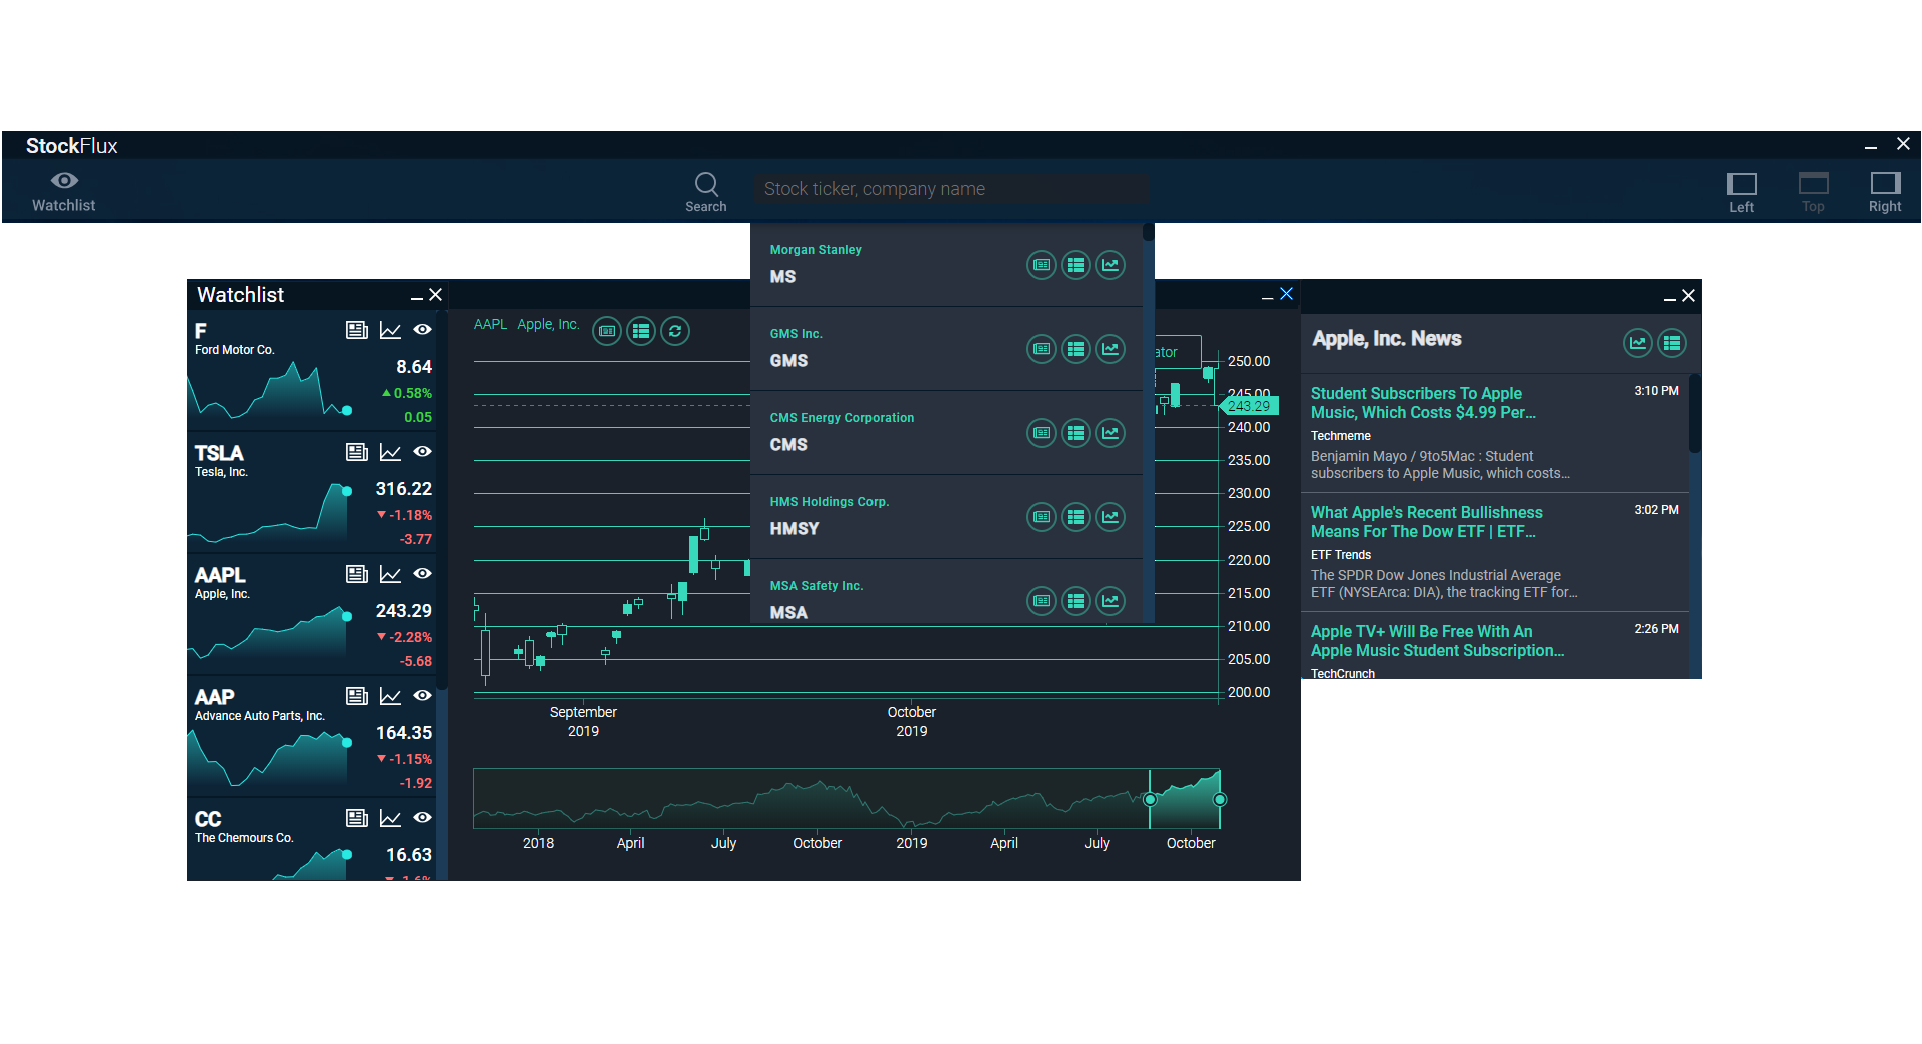 StockFlux
Watchlist
Search
Stock ticker, company name
Left
Top
Right
Morgan Stanley
MS
GMS Inc.
GMS
CMS Energy Corporation
CMS
HMS Holdings Corp.
HMSY
MSA Safety Inc.
MSA
Watchlist
F
Ford Motor Co.
8.64
0.58%
0.05
TSLA
Tesla, Inc.
316.22
-1.18%
-3.77
AAPL
Apple, Inc.
243.29
-2.28%
-5.68
AAP
Advance Auto Parts, Inc.
164.35
-1.15%
-1.92
CC
The Chemours Co.
16.63
AAPL Apple, Inc.
250.00
245.00
243.29
240.00
235.00
230.00
225.00
220.00
215.00
210.00
205.00
200.00
September
2019
October
2019
2018 April July October 2019 April July October
Apple, Inc. News
Student Subscribers To Apple 3:10 PM
Music, Which Costs $4.99 Per...
Techmeme
Benjamin Mayo / 9to5Mac : Student
subscribers to Apple Music, which costs...
What Apple's Recent Bullishness 3:02 PM
Means For The Dow ETF | ETF...
ETF Trends
The SPDR Dow Jones Industrial Average
ETF (NYSEArca: DIA), the tracking ETF for...
Apple TV+ Will Be Free With An 2:26 PM
Apple Music Student Subscription...
TechCrunch